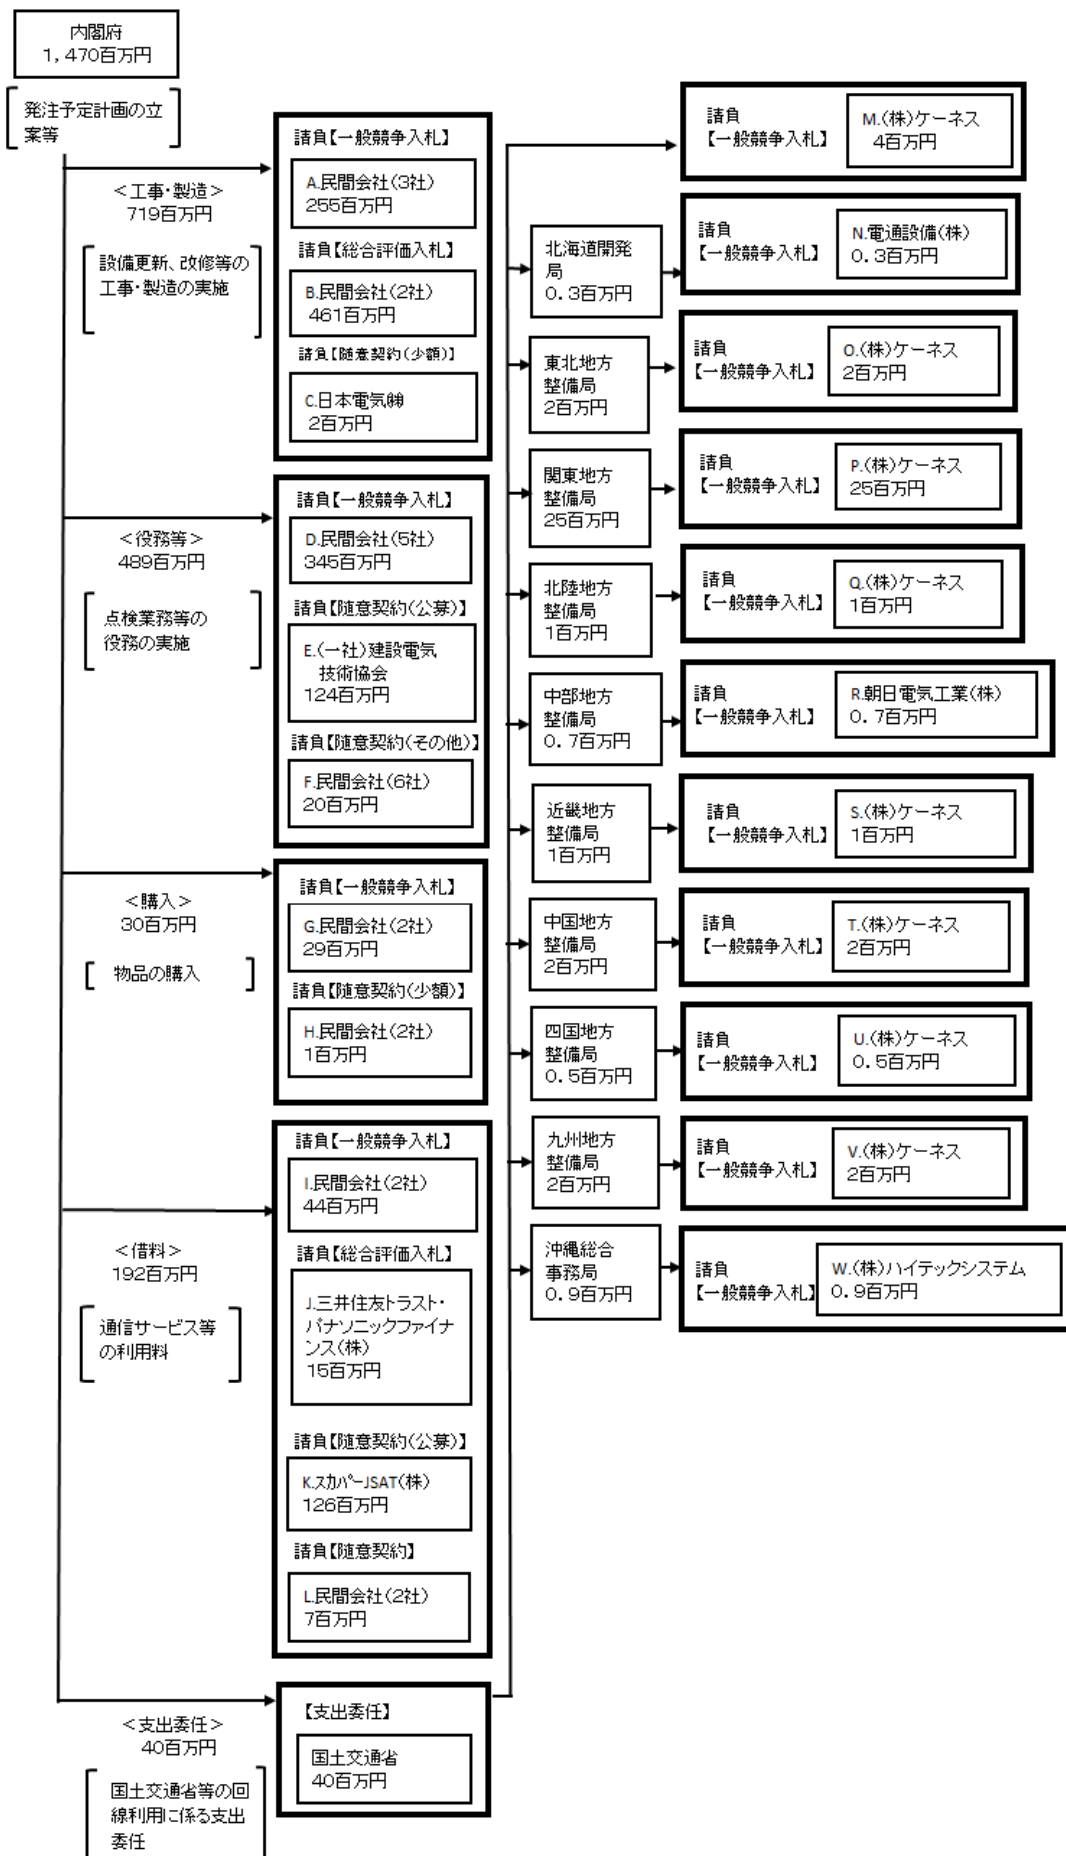 内閣府
1,470百万円
発注予定計画の立
案等
<工事・製造>
719百万円
設備更新、改修等の
工事・製造の実施
請負【一般競争入札】
A.民間会社(3社)
255百万円
請負【総合評価入札】
B.民間会社(2社)
461百万円
請負【随意契約(少額)】
C.日本電気㈱
2百万円
<役務等>
489百万円
点検業務等の
役務の実施
請負【一般競争入札】
D.民間会社(5社)
345百万円
請負【随意契約(公募)】
E.(一社)建設電気
技術協会
124百万円
請負【随意契約(その他)】
F.民間会社(6社)
20百万円
<購入>
30百万円
物品の購入
請負【一般競争入札】
G.民間会社(2社)
29百万円
請負【随意契約(少額)】
H.民間会社(2社)
1百万円
<借料>
192百万円
通信サービス等
の利用料
請負【一般競争入札】
I.民間会社(2社)
44百万円
請負【総合評価入札】
J.三井住友トラスト・
パナソニックファイナ
ンス(株)
15百万円
請負【随意契約(公募)】
K.スカパーJSAT(株)
126百万円
請負【随意契約】
L.民間会社(2社)
7百万円
<支出委任>
40百万円
国土交通省等の回
線利用に係る支出
委任
【支出委任】
国土交通省
40百万円
請負
【一般競争入札】
M.(株)ケーネス
4百万円
北海道開発
局
0.3百万円
請負
【一般競争入札】
N.電通設備(株)
0.3百万円
東北地方
整備局
2百万円
請負
【一般競争入札】
O.(株)ケーネス
2百万円
関東地方
整備局
25百万円
請負
【一般競争入札】
P.(株)ケーネス
25百万円
北陸地方
整備局
1百万円
請負
【一般競争入札】
Q.(株)ケーネス
1百万円
中部地方
整備局
0.7百万円
請負
【一般競争入札】
R.朝日電気工業(株)
0.7百万円
近畿地方
整備局
1百万円
請負
【一般競争入札】
S.(株)ケーネス
1百万円
中国地方
整備局
2百万円
請負
【一般競争入札】
T.(株)ケーネス
2百万円
四国地方
整備局
0.5百万円
請負
【一般競争入札】
U.(株)ケーネス
0.5百万円
九州地方
整備局
2百万円
請負
【一般競争入札】
V.(株)ケーネス
2百万円
沖縄総合
事務局
0.9百万円
請負
【一般競争入札】
W.(株)ハイテックシステム
0.9百万円